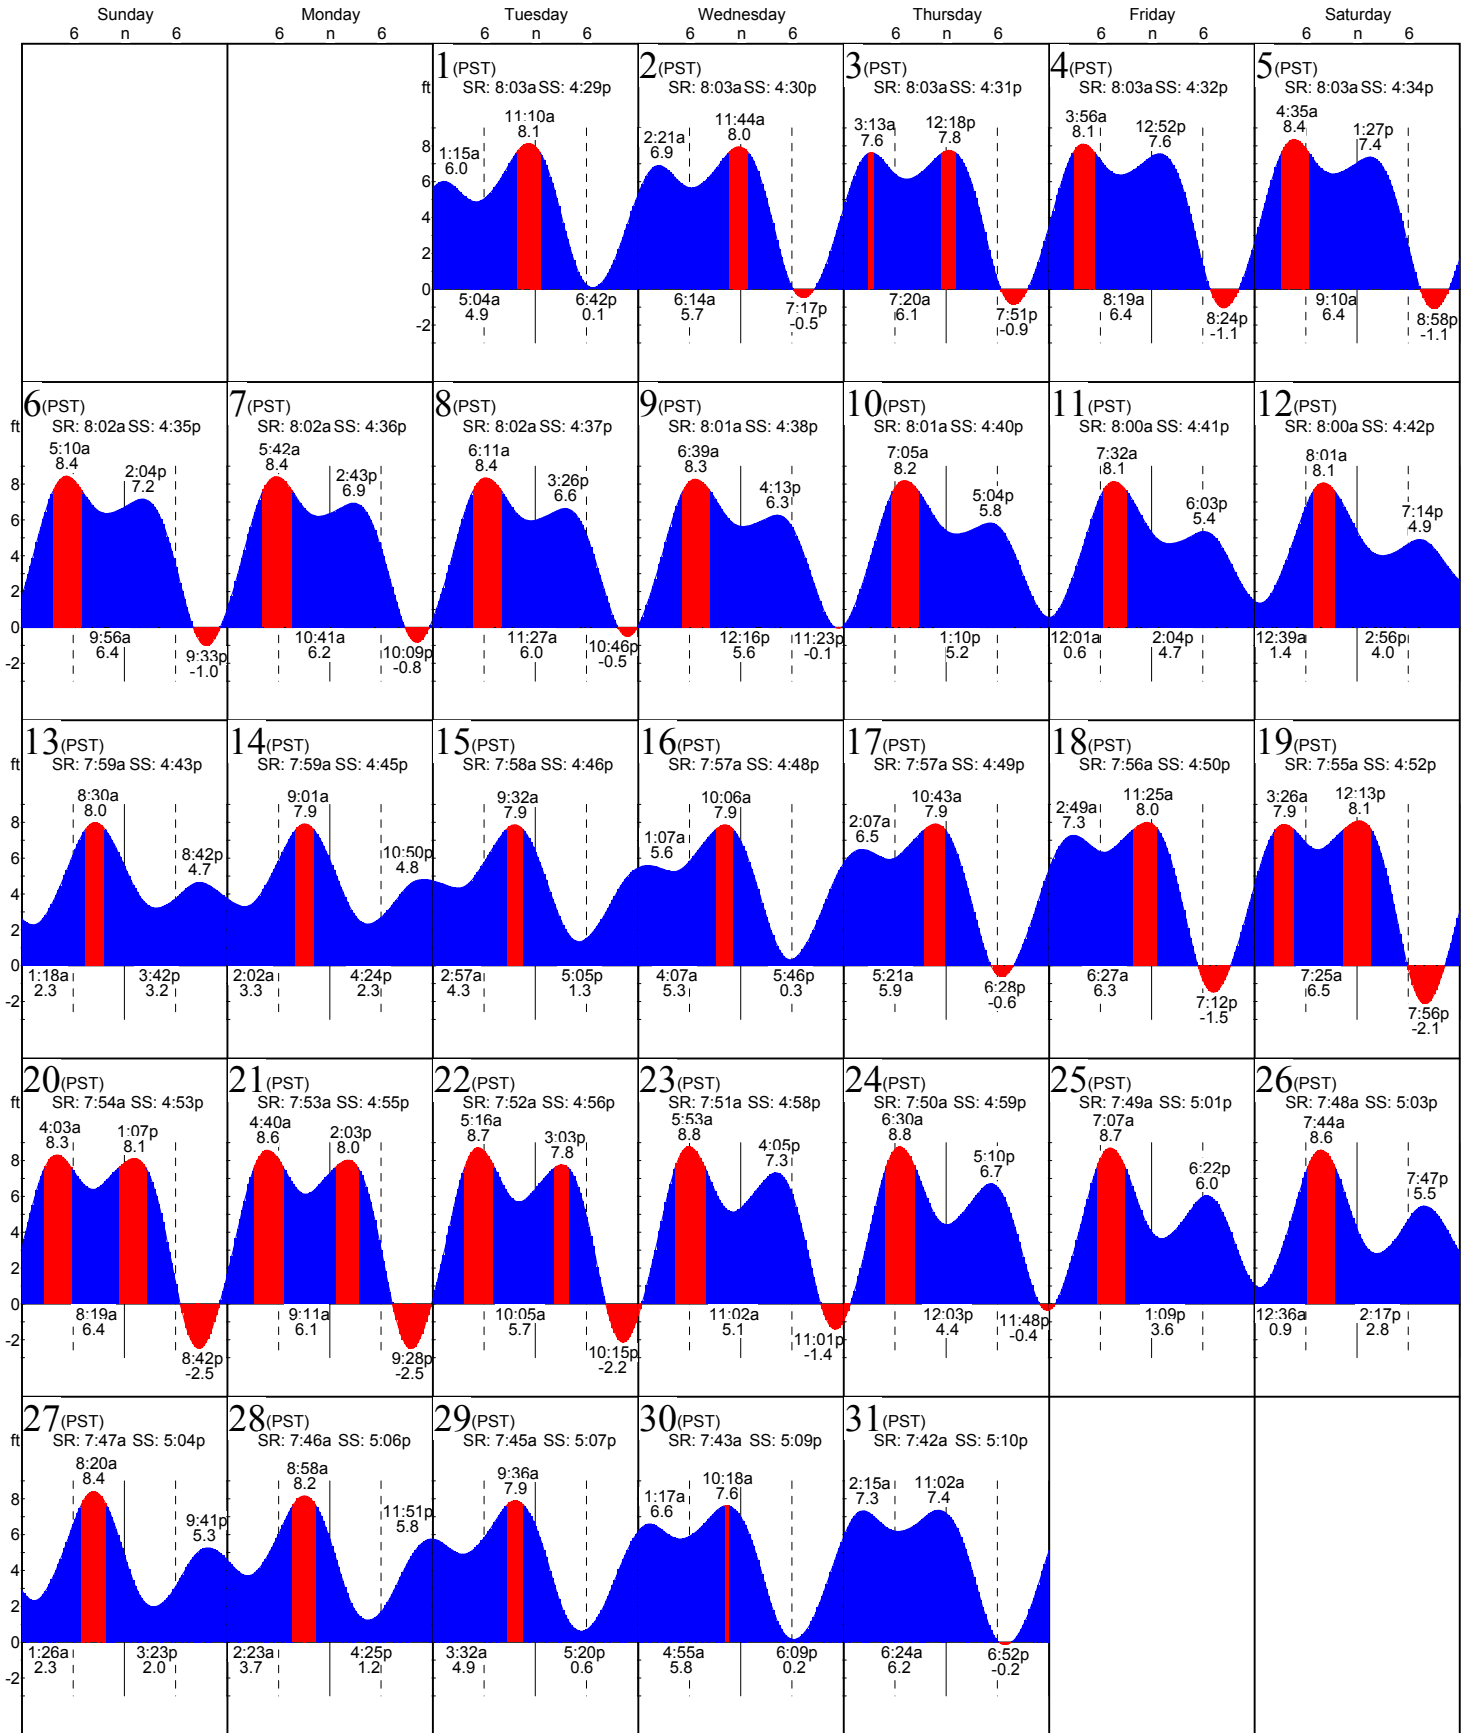 Sunday Monday Tuesday Wednesday Thursday Friday Saturday
6 n 6 6 n 6 6 n 6 6 n 6 6 n 6 6 n 6 6 n 6
1(PST) 2(PST) 3(PST) 4(PST) 5(PST)
ft SR: 8:03a SS: 4:29p SR: 8:03a SS: 4:30p SR: 8:03a SS: 4:31p SR: 8:03a SS: 4:32p SR: 8:03a SS: 4:34p
1:15a 11:10a 2:21a 11:44a 3:13a 12:18p 3:56a 12:52p 4:35a 1:27p
6.0 8.1 6.9 8.0 7.6 7.8 8.1 7.6 8.4 7.4
8
6
4
2
0
-2
5:04a 6:42p 6:14a 7:17p 7:20a 7:51p 8:19a 8:24p 9:10a 8:58p
4.9 0.1 5.7 -0.5 6.1 -0.9 6.4 -1.1 6.4 -1.1
6(PST) 7(PST) 8(PST) 9(PST) 10(PST) 11(PST) 12(PST)
ft SR: 8:02a SS: 4:35p SR: 8:02a SS: 4:36p SR: 8:02a SS: 4:37p SR: 8:01a SS: 4:38p SR: 8:01a SS: 4:40p SR: 8:00a SS: 4:41p SR: 8:00a SS: 4:42p
5:10a 2:04p 5:42a 2:43p 6:11a 3:26p 6:39a 4:13p 7:05a 5:04p 7:32a 6:03p 8:01a 7:14p
8.4 7.2 8.4 6.9 8.4 6.6 8.3 6.3 8.2 5.8 8.1 5.4 8.1 4.9
8
6
4
2
0
-2
9:56a 9:33p 10:41a 10:09p 11:27a 10:46p 12:16p 11:23p 1:10p 12:01a 2:04p 12:39a 2:56p
6.4 -1.0 6.2 -0.8 6.0 -0.5 5.6 -0.1 5.2 0.6 4.7 1.4 4.0
13(PST) 14(PST) 15(PST) 16(PST) 17(PST) 18(PST) 19(PST)
ft SR: 7:59a SS: 4:43p SR: 7:59a SS: 4:45p SR: 7:58a SS: 4:46p SR: 7:57a SS: 4:48p SR: 7:57a SS: 4:49p SR: 7:56a SS: 4:50p SR: 7:55a SS: 4:52p
8:30a 8:42p 9:01a 10:50p 9:32a 1:07a 10:06a 2:07a 10:43a 2:49a 11:25a 3:26a 12:13p
8.0 4.7 7.9 4.8 7.9 5.6 7.9 6.5 7.9 7.3 8.0 7.9 8.1
8
6
4
2
0
-2
1:18a 3:42p 2:02a 4:24p 2:57a 5:05p 4:07a 5:46p 5:21a 6:28p 6:27a 7:12p 7:25a 7:56p
2.3 3.2 3.3 2.3 4.3 1.3 5.3 0.3 5.9 -0.6 6.3 -1.5 6.5 -2.1
20(PST) 21(PST) 22(PST) 23(PST) 24(PST) 25(PST) 26(PST)
ft SR: 7:54a SS: 4:53p SR: 7:53a SS: 4:55p SR: 7:52a SS: 4:56p SR: 7:51a SS: 4:58p SR: 7:50a SS: 4:59p SR: 7:49a SS: 5:01p SR: 7:48a SS: 5:03p
4:03a 1:07p 4:40a 2:03p 5:16a 3:03p 5:53a 4:05p 6:30a 5:10p 7:07a 6:22p 7:44a 7:47p
8.3 8.1 8.6 8.0 8.7 7.8 8.8 7.3 8.8 6.7 8.7 6.0 8.6 5.5
8
6
4
2
0
-2
8:19a 8:42p 9:11a 9:28p 10:05a 10:15p 11:02a 11:01p 12:03p 11:48p 1:09p 12:36a 2:17p
6.4 -2.5 6.1 -2.5 5.7 -2.2 5.1 -1.4 4.4 -0.4 3.6 0.9 2.8
27(PST) 28(PST) 29(PST) 30(PST) 31(PST)
ft SR: 7:47a SS: 5:04p SR: 7:46a SS: 5:06p SR: 7:45a SS: 5:07p SR: 7:43a SS: 5:09p SR: 7:42a SS: 5:10p
8:20a 9:41p 8:58a 11:51p 9:36a 1:17a 10:18a 2:15a 11:02a
8.4 5.3 8.2 5.8 7.9 6.6 7.6 7.3 7.4
8
6
4
2
0
-2
1:26a 3:23p 2:23a 4:25p 3:32a 5:20p 4:55a 6:09p 6:24a 6:52p
2.3 2.0 3.7 1.2 4.9 0.6 5.8 0.2 6.2 -0.2